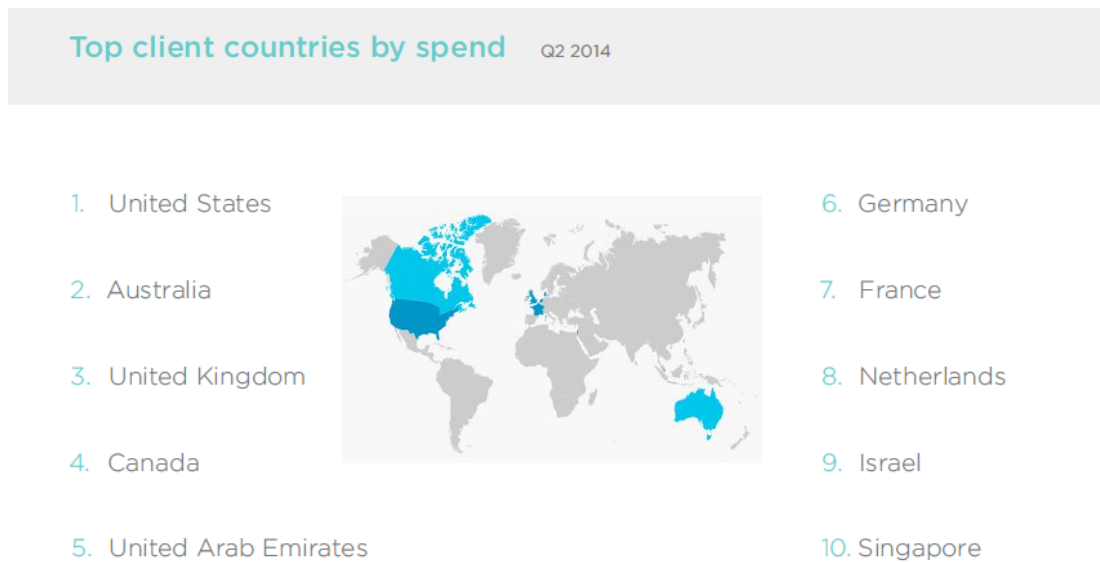 Top client countries by spend Q2 2014
1. United States
2. Australia
3. United Kingdom
4. Canada
5. United Arab Emirates
6. Germany
7. France
8. Netherlands
9. Israel
10. Singapore